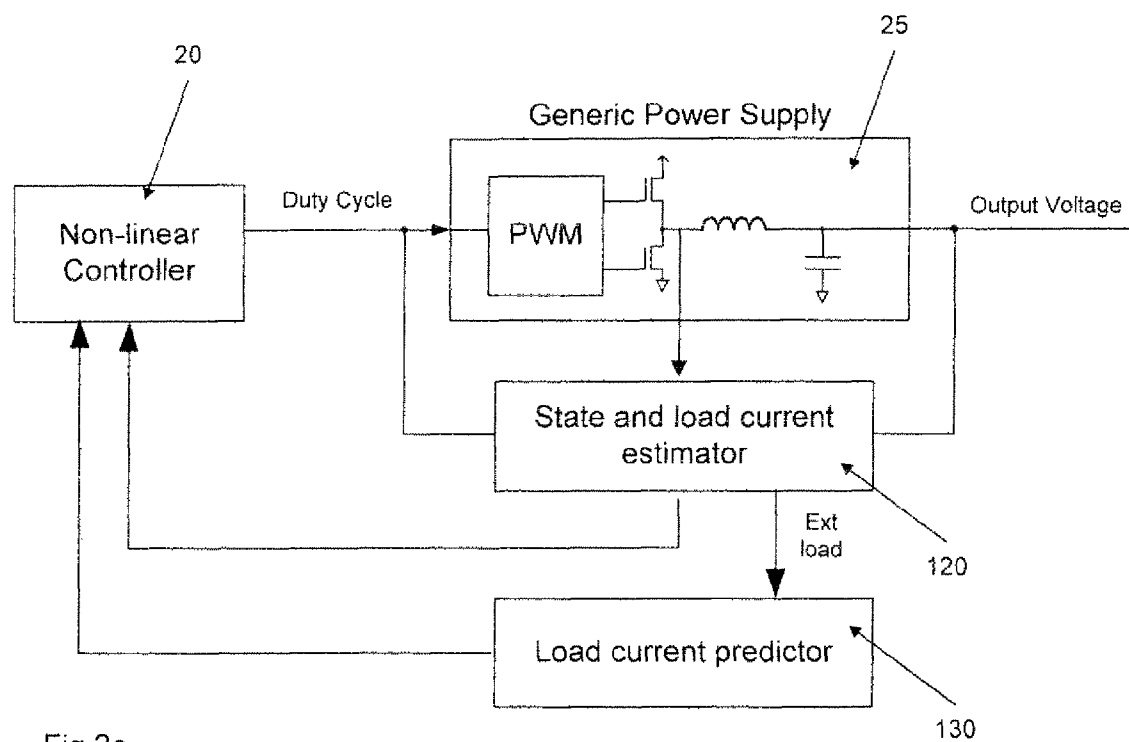 20
25
Generic Power Supply
Non-linear
Controller
Duty Cycle
PWM
Output Voltage
State and load current
estimator
Ext
load
120
Load current predictor
130